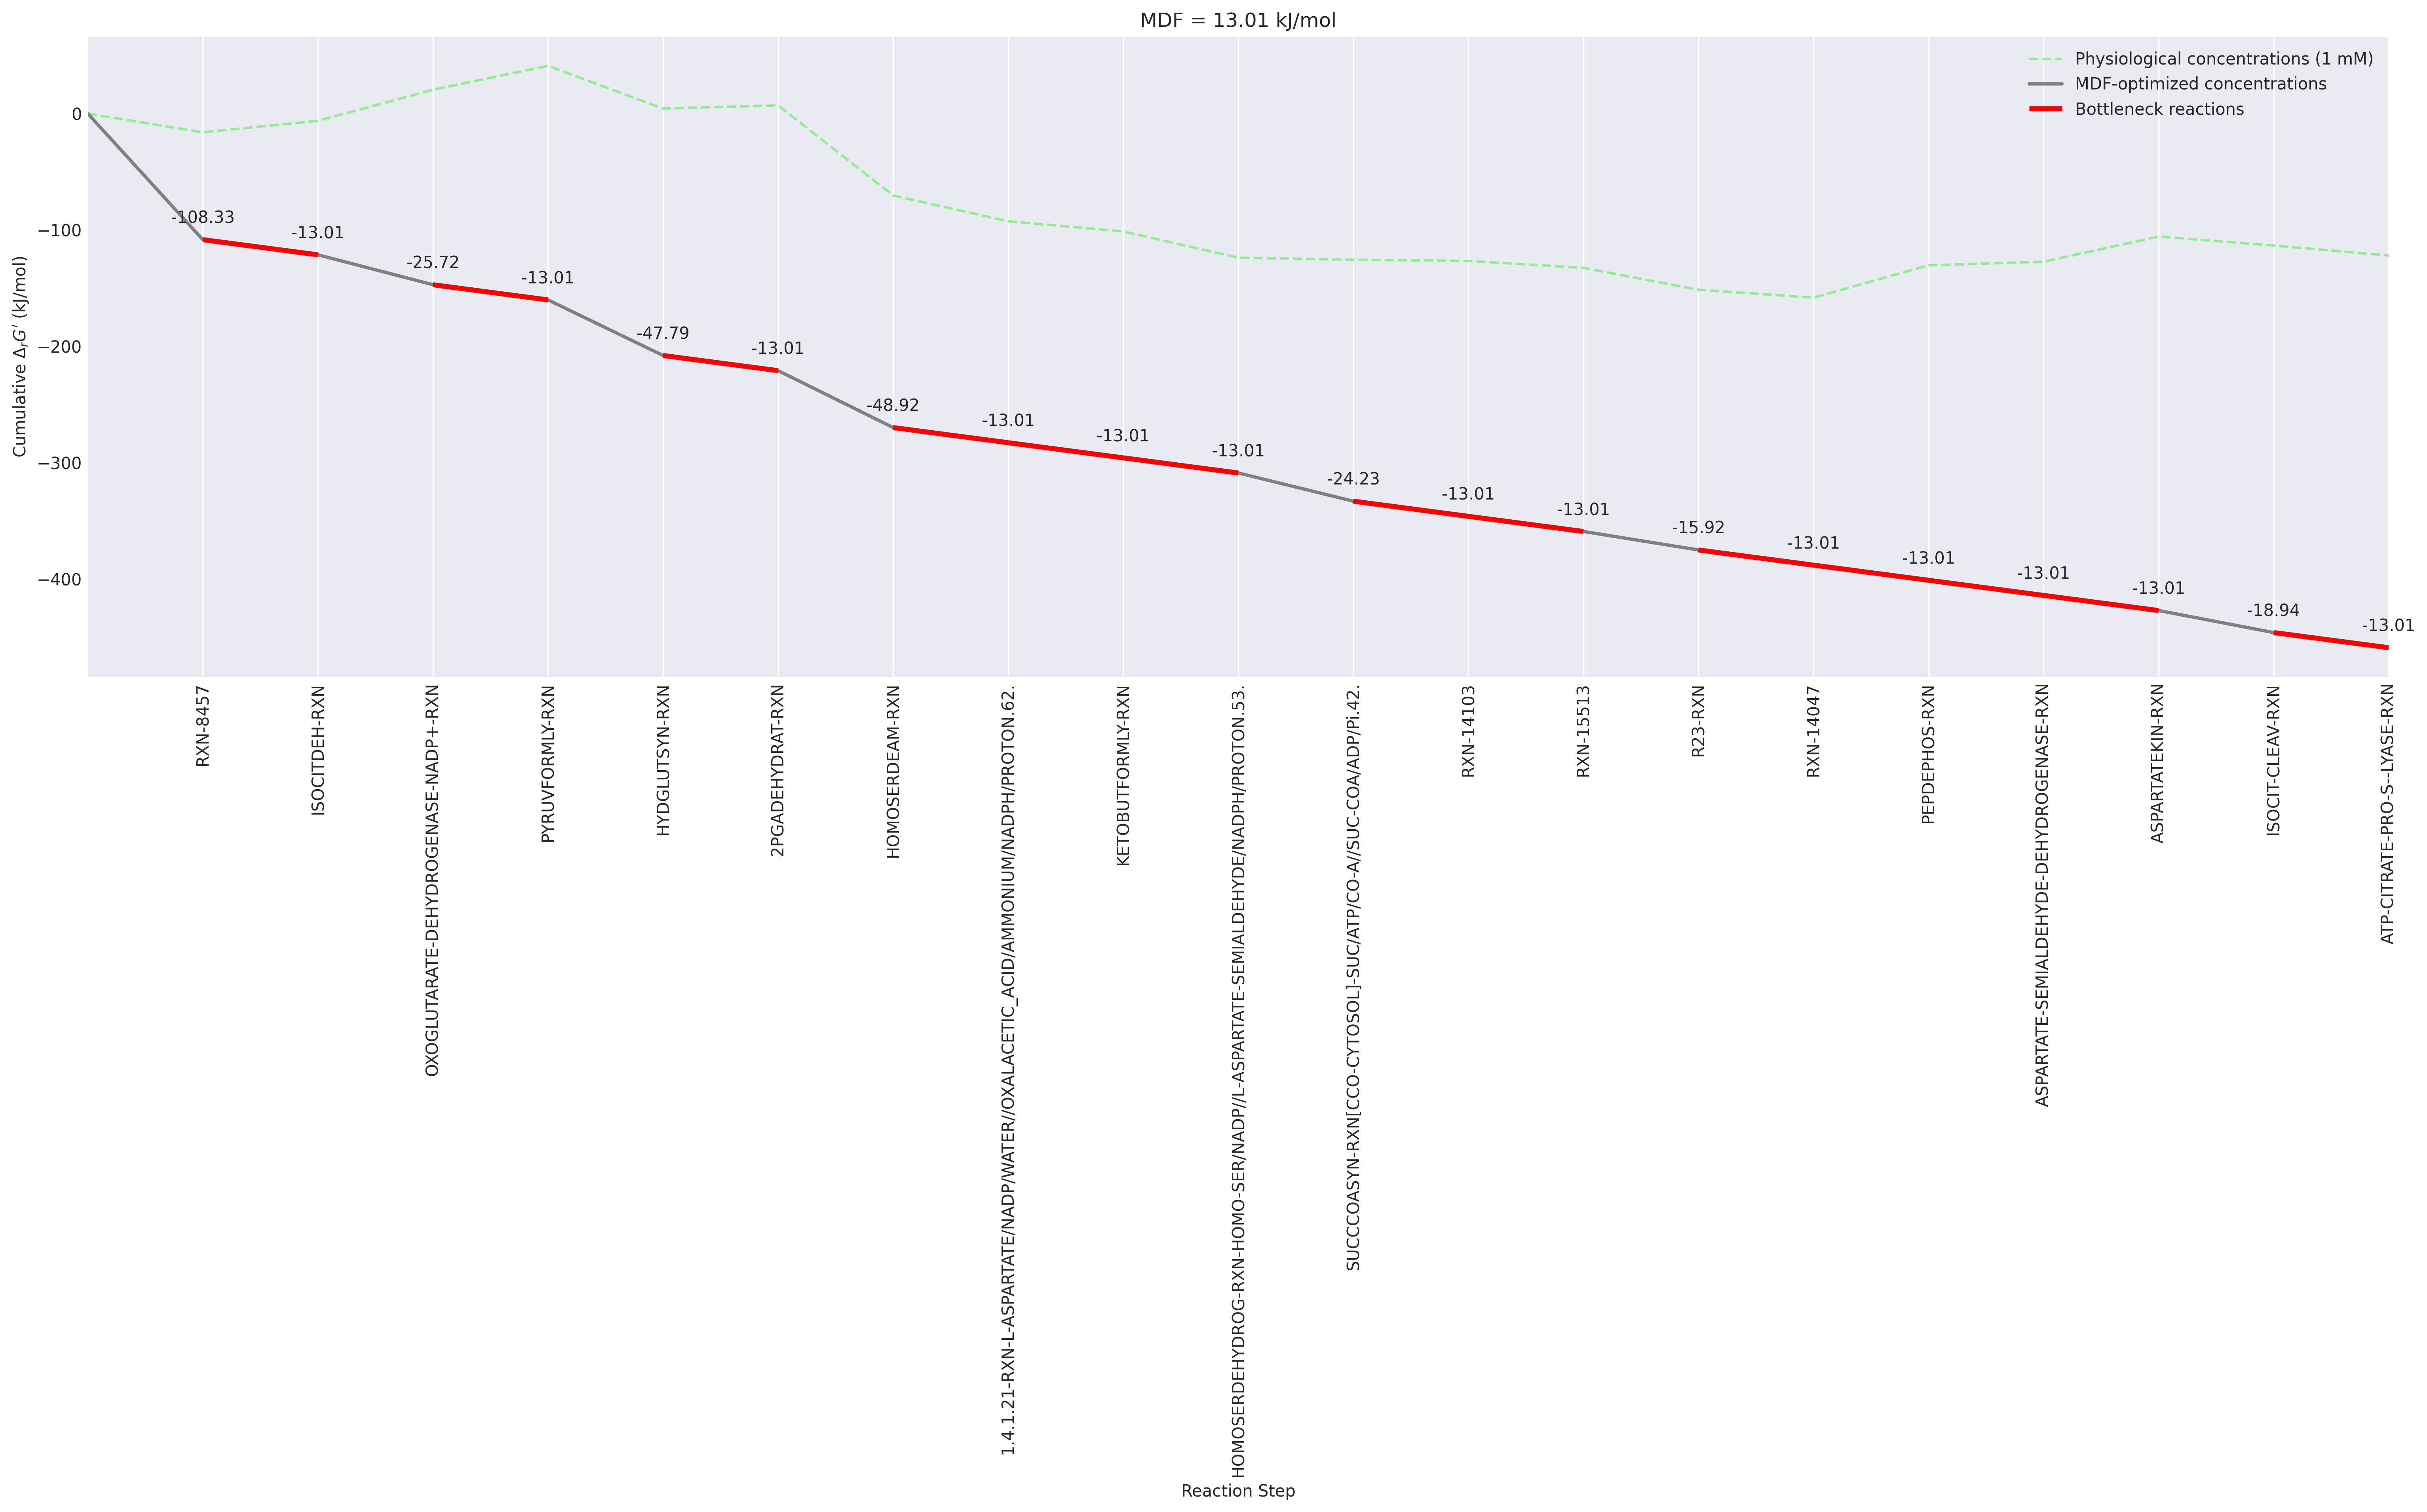 MDF = 13.01 kJ/mol
Physiological concentrations (1 mM)
MDF-optimized concentrations
Bottleneck reactions
Cumulative ΔrG′ (kJ/mol)
0
−100
−200
−300
−400
-108.33
-13.01
-25.72
-13.01
-47.79
-13.01
-48.92
-13.01
-13.01
-13.01
-24.23
-13.01
-13.01
-15.92
-13.01
-13.01
-13.01
-13.01
-18.94
-13.01
RXN-8457
ISOCITDEH-RXN
OXOGLUTARATE-DEHYDROGENASE-NADP+-RXN
PYRUVFORMLY-RXN
HYDGLUTSYN-RXN
2PGADEHYDRAT-RXN
HOMOSERDEAM-RXN
1.4.1.21-RXN-L-ASPARTATE/NADP/WATER//OXALACETIC_ACID/AMMONIUM/NADPH/PROTON.62.
KETOBUTFORMLY-RXN
HOMOSERDEHYDROG-RXN-HOMO-SER/NADP//L-ASPARTATE-SEMIALDEHYDE/NADPH/PROTON.53.
SUCCCOASYN-RXN[CCO-CYTOSOL]-SUC/ATP/CO-A//SUC-COA/ADP/Pi.42.
RXN-14103
RXN-15513
R23-RXN
RXN-14047
PEPDEPHOS-RXN
ASPARTATE-SEMIALDEHYDE-DEHYDROGENASE-RXN
ASPARTATEKIN-RXN
ISOCIT-CLEAV-RXN
ATP-CITRATE-PRO-S--LYASE-RXN
Reaction Step